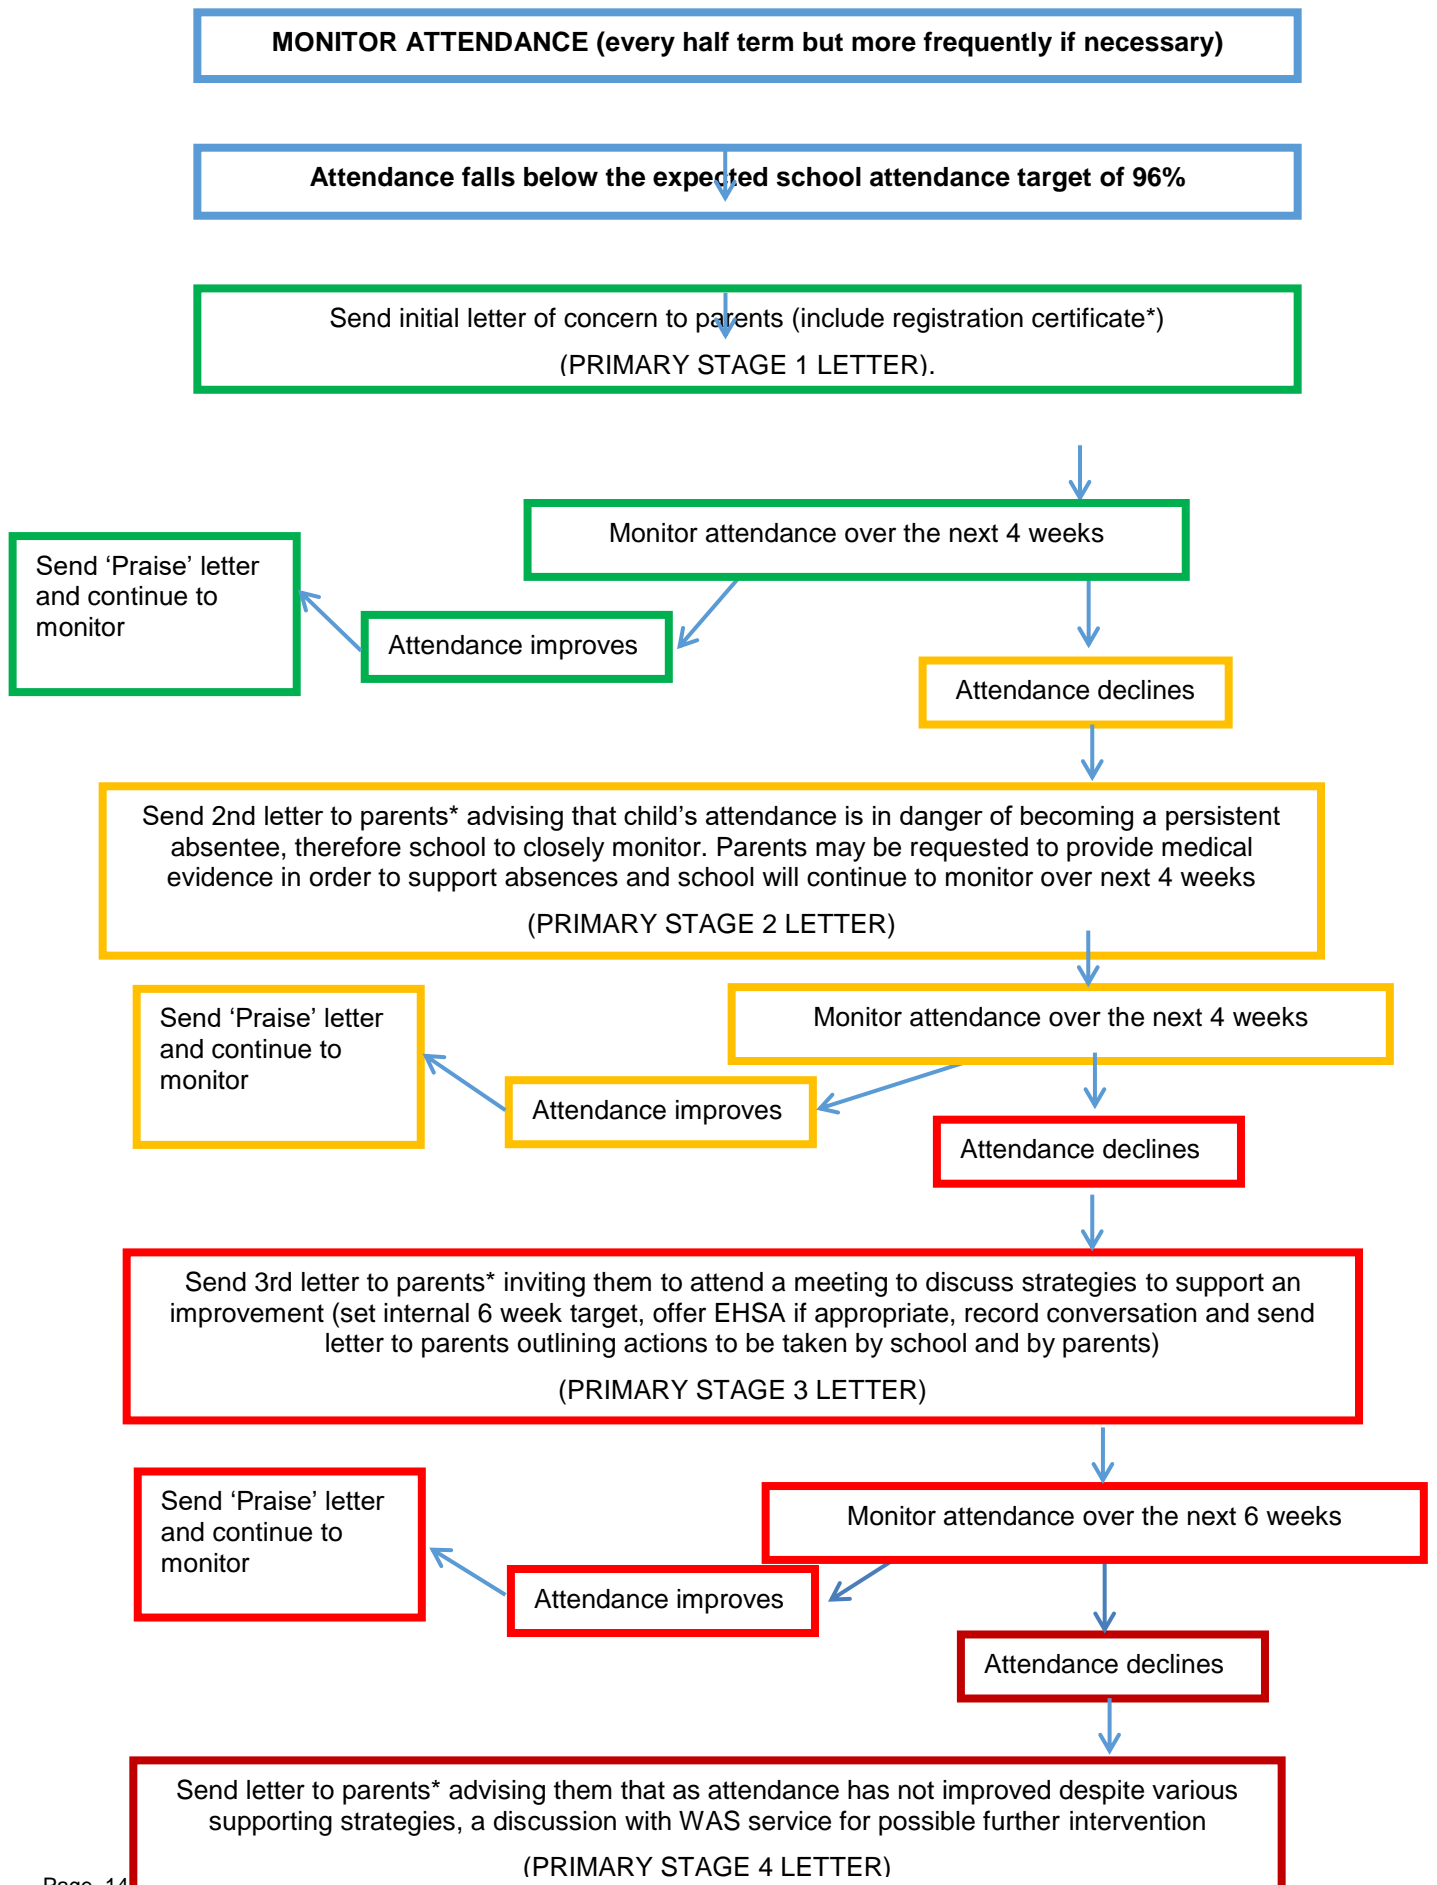 MONITOR ATTENDANCE (every half term but more frequently if necessary)
Attendance falls below the expected school attendance target of 96%
Send initial letter of concern to parents (include registration certificate*)
(PRIMARY STAGE 1 LETTER).
Monitor attendance over the next 4 weeks
Send ‘Praise’ letter
and continue to
monitor
Attendance improves
Attendance declines
Send 2nd letter to parents* advising that child’s attendance is in danger of becoming a persistent
absentee, therefore school to closely monitor. Parents may be requested to provide medical
evidence in order to support absences and school will continue to monitor over next 4 weeks
(PRIMARY STAGE 2 LETTER)
Monitor attendance over the next 4 weeks
Send ‘Praise’ letter
and continue to
monitor
Attendance improves
Attendance declines
Send 3rd letter to parents* inviting them to attend a meeting to discuss strategies to support an
improvement (set internal 6 week target, offer EHSA if appropriate, record conversation and send
letter to parents outlining actions to be taken by school and by parents)
(PRIMARY STAGE 3 LETTER)
Monitor attendance over the next 6 weeks
Send ‘Praise’ letter
and continue to
monitor
Attendance improves
Attendance declines
Send letter to parents* advising them that as attendance has not improved despite various
supporting strategies, a discussion with WAS service for possible further intervention
(PRIMARY STAGE 4 LETTER)
Page 14